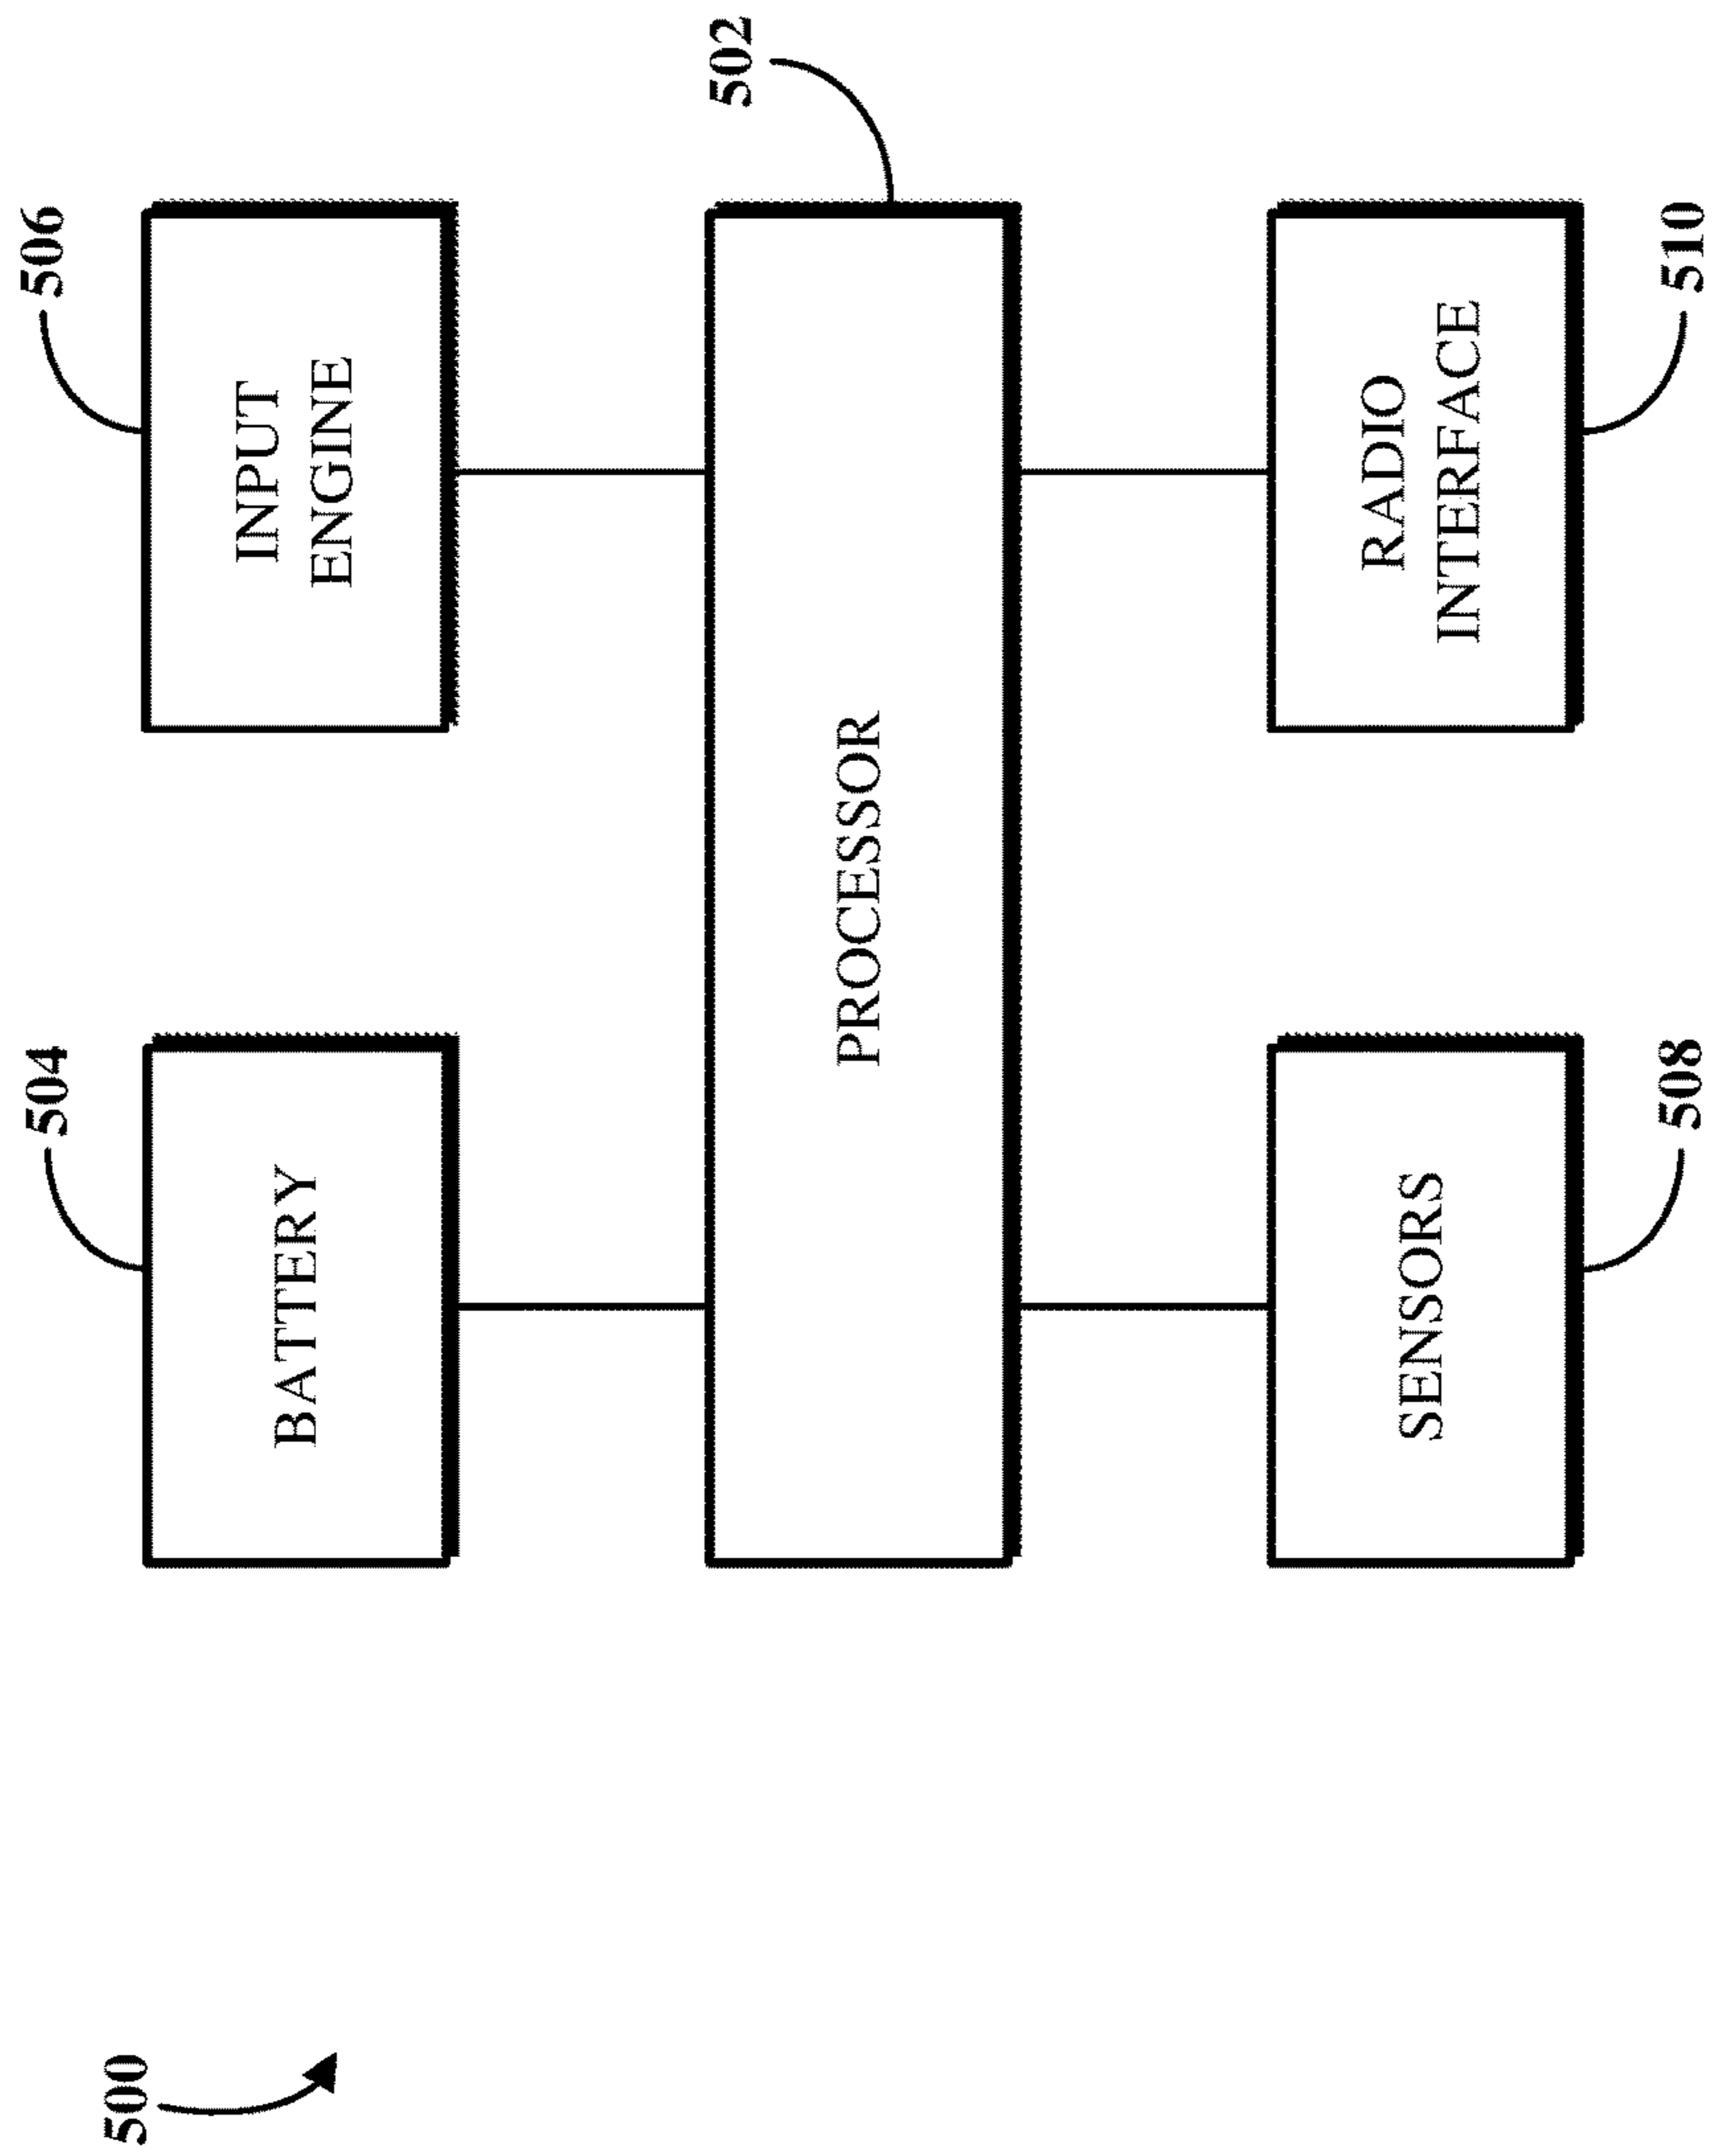 500
504
506
BATTERY
INPUT
ENGINE
502
PROCESSOR
SENSORS
RADIO
INTERFACE
508
510